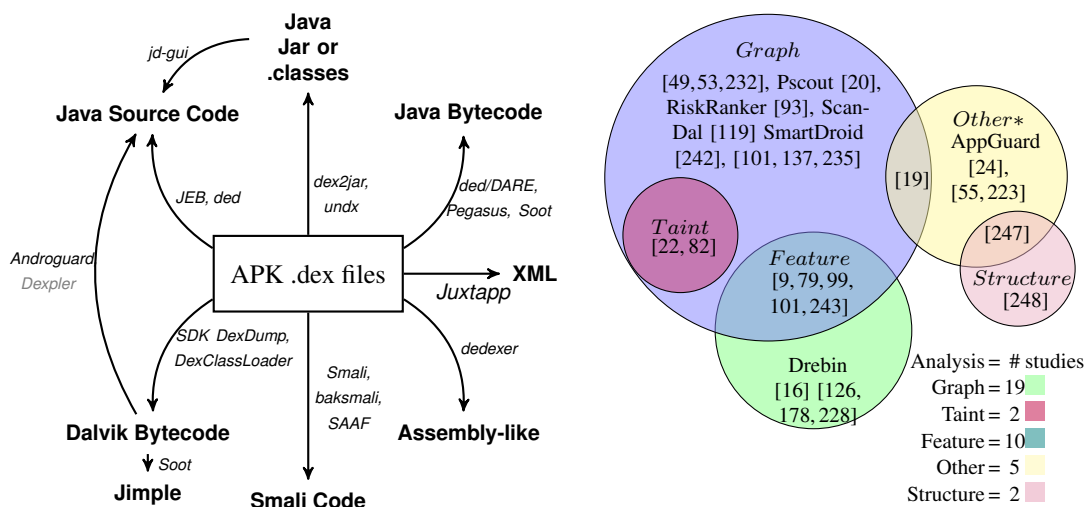 Java
Jar or
.classes
jd-gui
Java Source Code
Java Bytecode
dex2jar,
undx
ded/DARE,
Pegasus, Soot
JEB, ded
Androguard
Dexpler
APK .dex files
XML
Juxtapp
SDK DexDump,
DexClassLoader
dedexer
Smali,
baksmali,
SAAF
Dalvik Bytecode
Assembly-like
Soot
Jimple
Smali Code
Graph
[49,53,232], Pscout [20],
RiskRanker [93], Scan-
Dal [119] SmartDroid
[242], [101, 137, 235]
Other*
AppGuard
[24],
[55, 223]
[19]
Taint
[22, 82]
[247]
Feature
[9, 79, 99,
101, 243]
Structure
[248]
Drebin
[16] [126,
178, 228]
Analysis = # studies
Graph = 19
Taint = 2
Feature = 10
Other = 5
Structure = 2